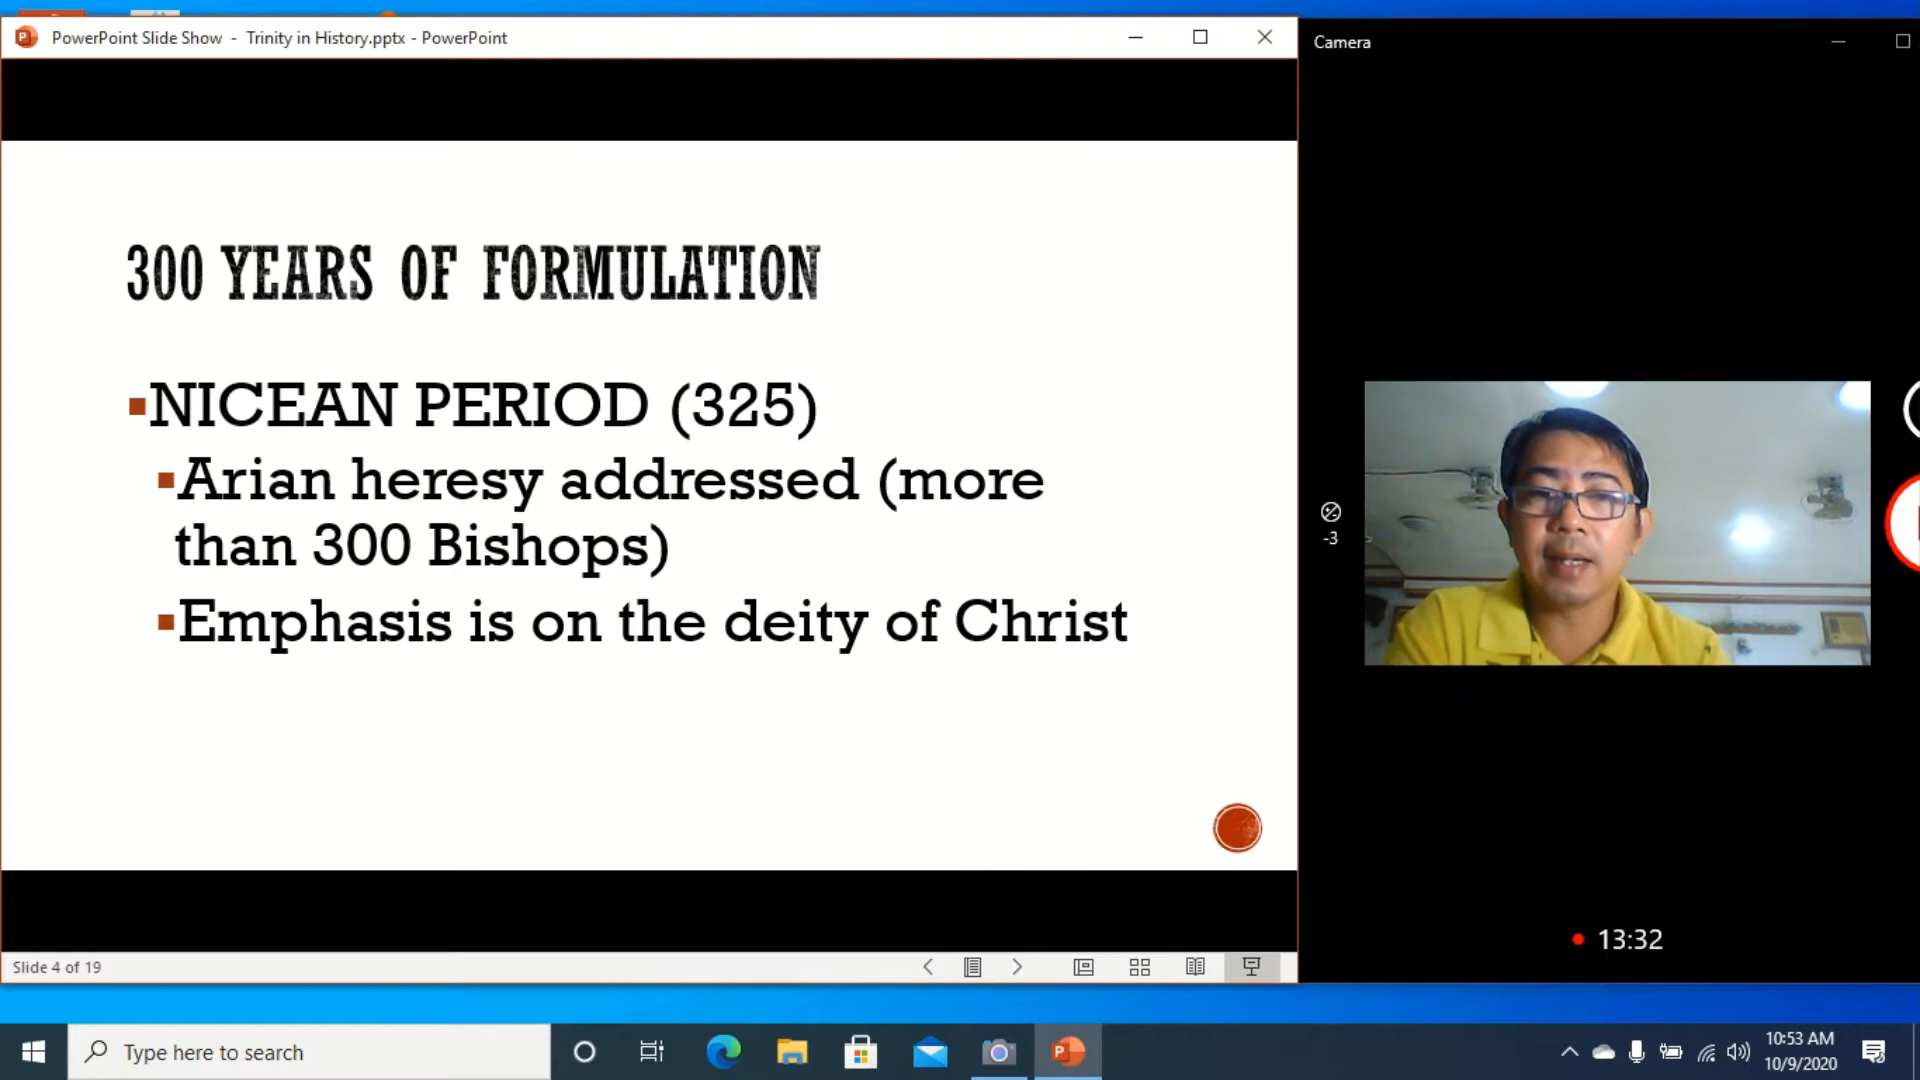 PowerPoint Slide Show - Trinity in History.pptx - PowerPoint
Camera
300 YEARS OF FORMULATION
▪NICEAN PERIOD (325)
▪Arian heresy addressed (more
than 300 Bishops)
▪Emphasis is on the deity of Christ
-3
13:32
Slide 4 of 19
Type here to search
10:53 AM
10/9/2020